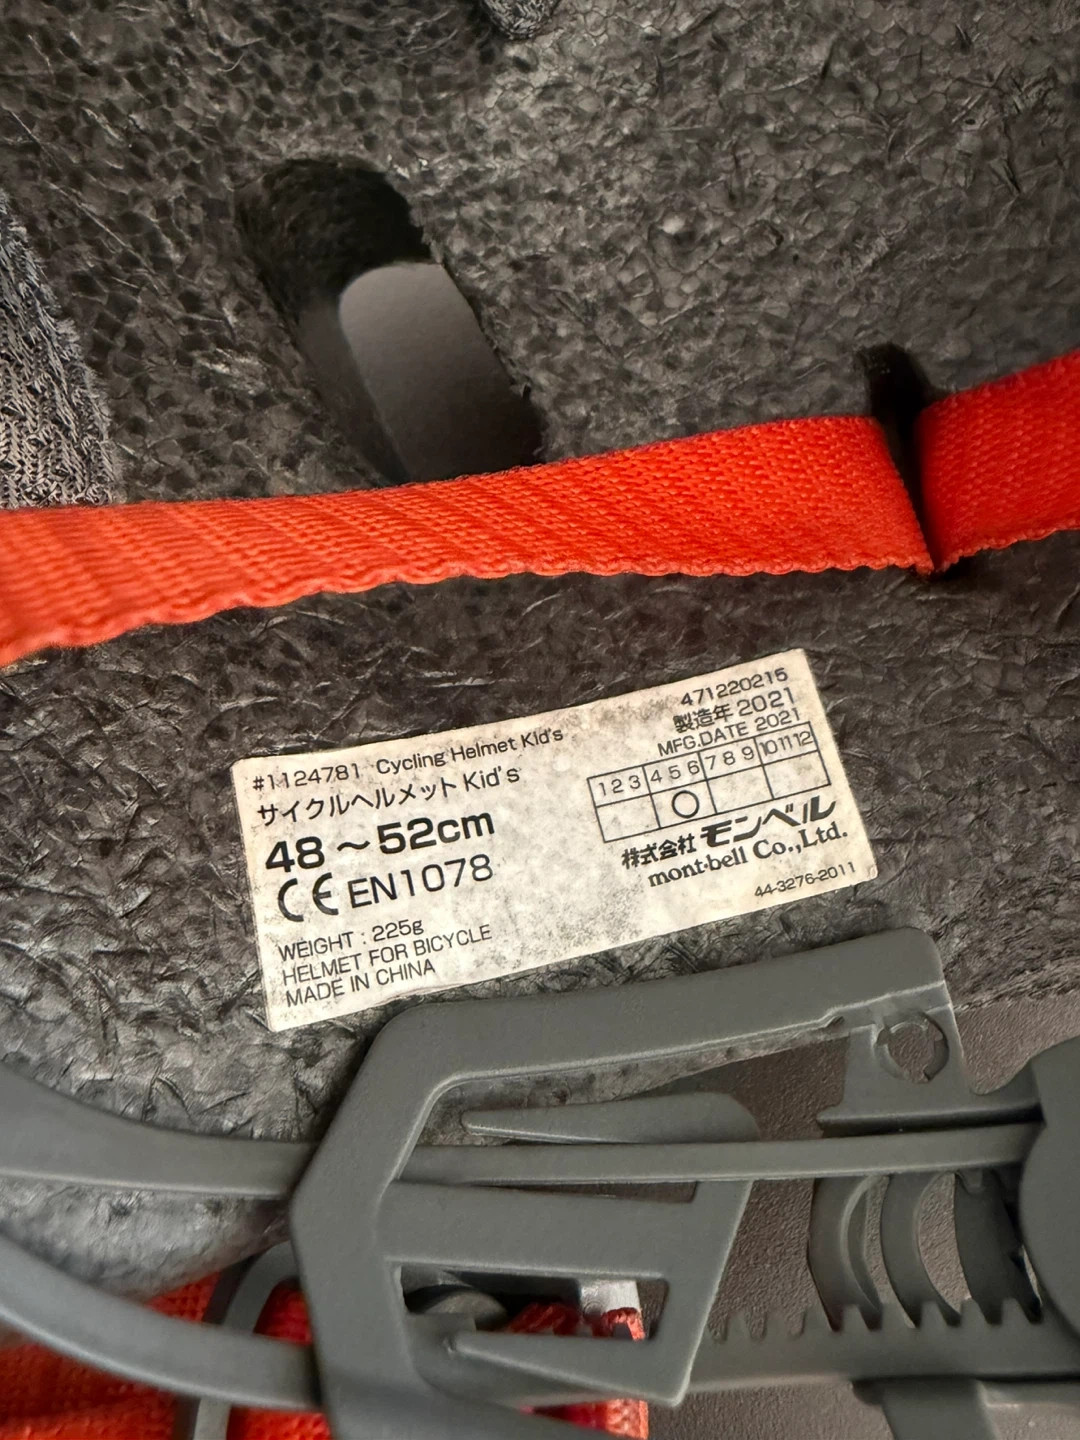 #1124781 Cycling Helmet Kid's
サイクルヘルメット Kid's
48～52cm
CE EN1078
WEIGHT : 225g
HELMET FOR BICYCLE
MADE IN CHINA
471220215
製造年 2021
MFG.DATE 2021
1 2 3 4 5 6 7 8 9 10 11 12
○
株式会社 モンベル
mont-bell Co.,Ltd.
44-3276-2011